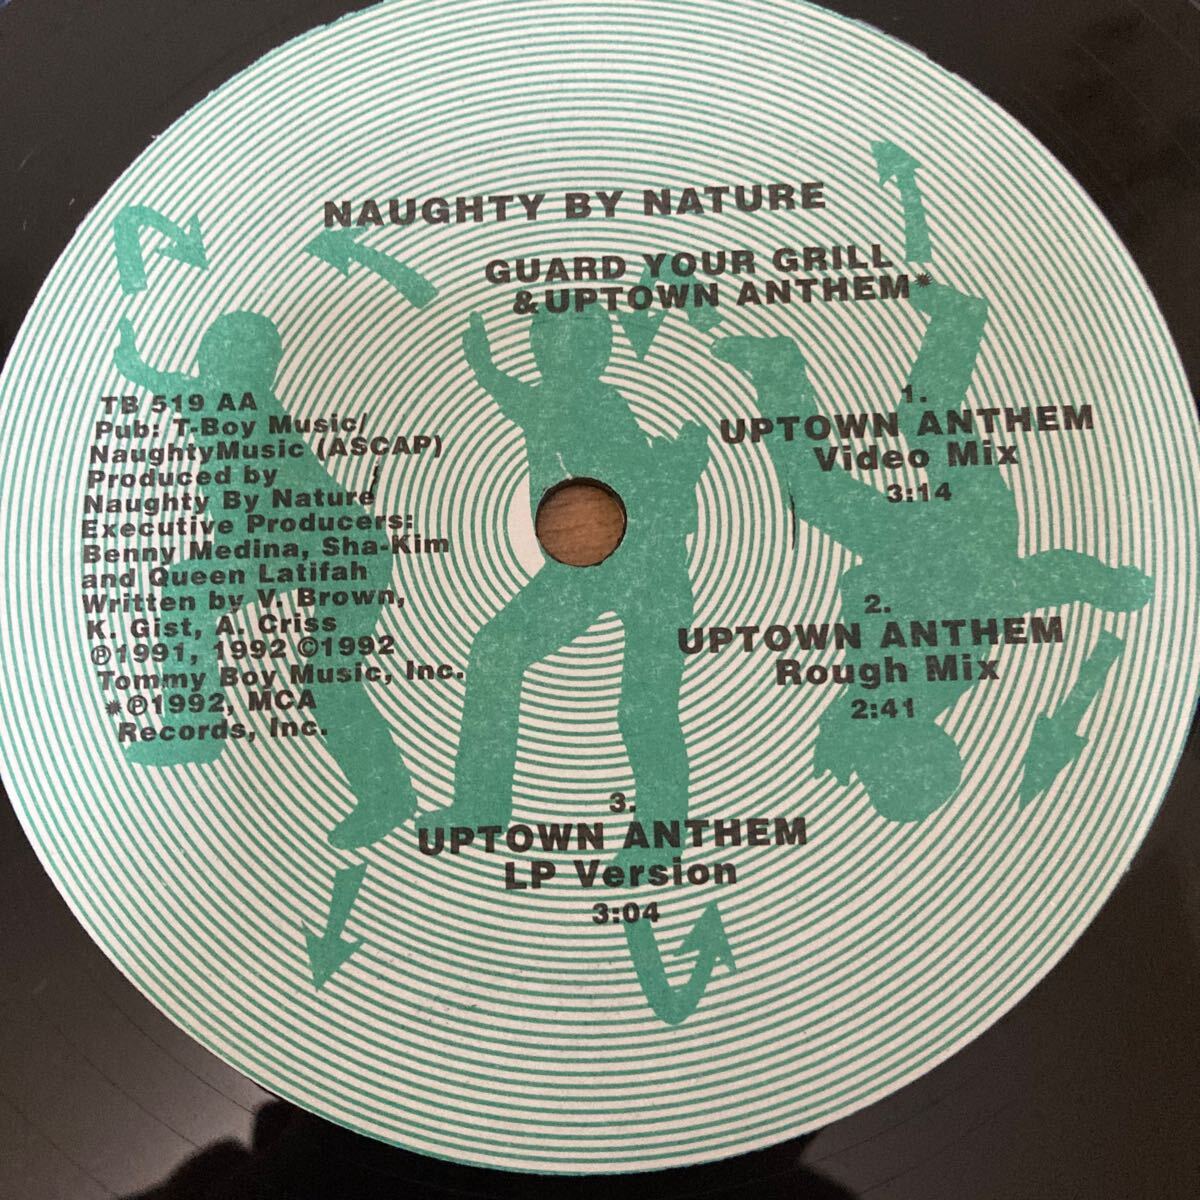 NAUGHTY BY NATURE
GUARD YOUR GRILL
&UPTOWN ANTHEM*
TB 519 AA
Pub: T-Boy Music/
NaughtyMusic (ASCAP)
Produced by
Naughty By Nature
Executive Producers:
Benny Medina, Sha-Kim
and Queen Latifah
Written by V. Brown,
K. Gist, A. Criss
℗1991, 1992 ©1992
Tommy Boy Music, Inc.
*℗1992, MCA
Records, Inc.
1.
UPTOWN ANTHEM
Video Mix
3:14
2.
UPTOWN ANTHEM
Rough Mix
2:41
3.
UPTOWN ANTHEM
LP Version
3:04